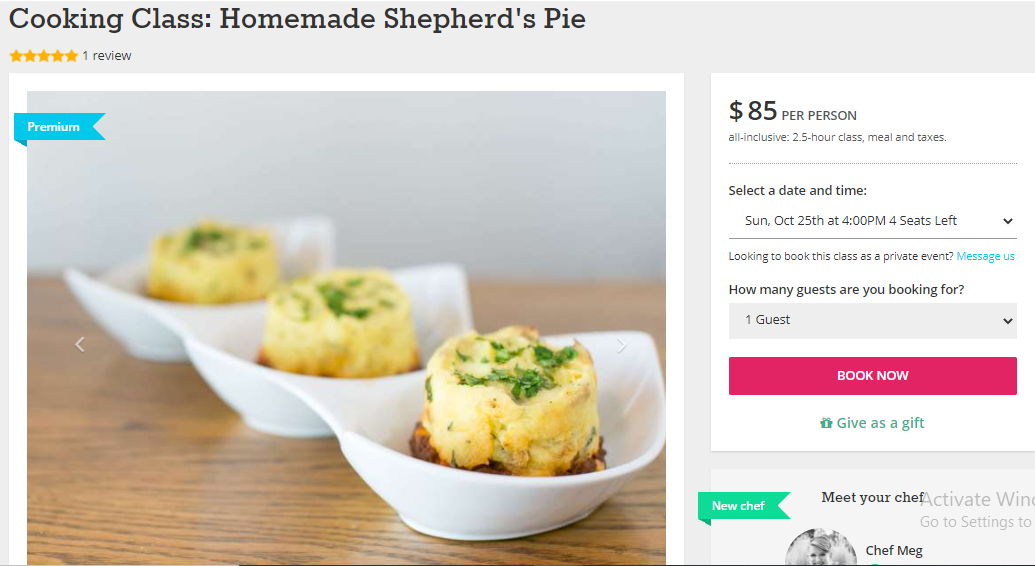 Cooking Class: Homemade Shepherd's Pie
1 review
Premium
$ 85 PER PERSON
all-inclusive: 2.5-hour class, meal and taxes.
Select a date and time:
Sun, Oct 25th at 4:00PM 4 Seats Left
Looking to book this class as a private event? Message us
How many guests are you booking for?
1 Guest
BOOK NOW
Give as a gift
New chef
Meet your chef
Activate
Go to Settings to
Chef Meg